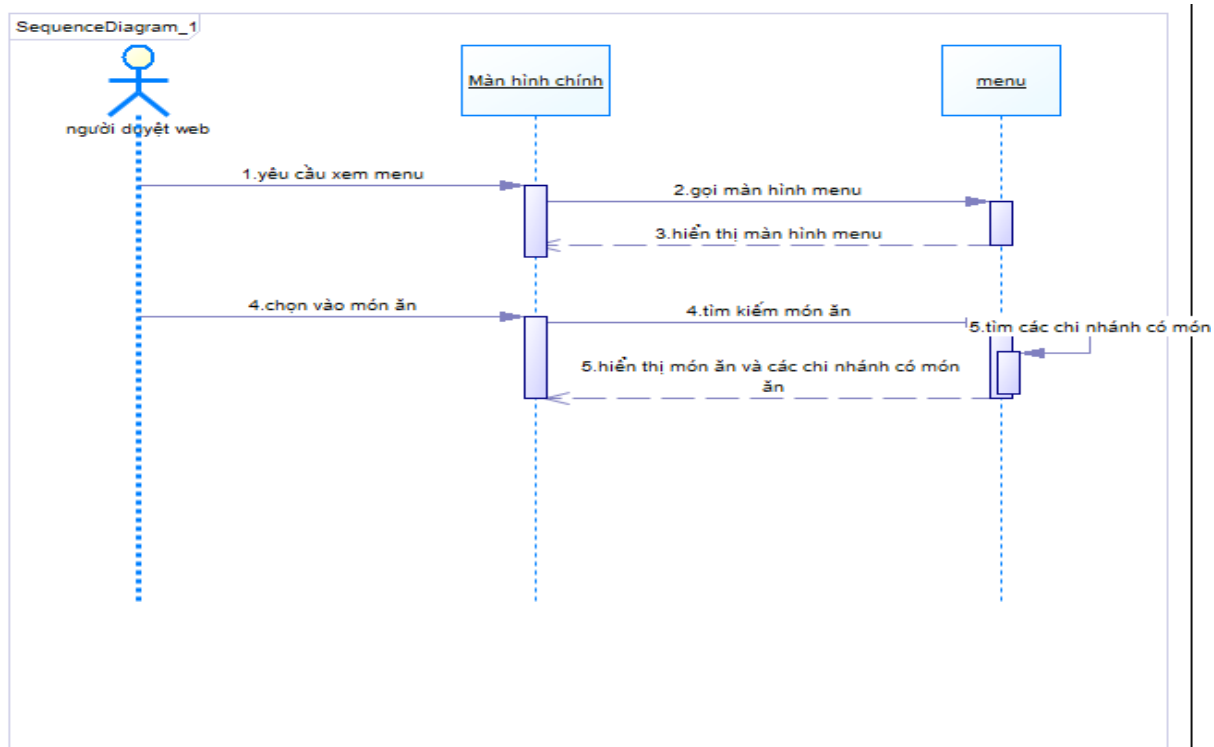 SequenceDiagram_1
người duyệt web
Màn hình chính
menu
1.yêu cầu xem menu
2.gọi màn hình menu
3.hiển thị màn hình menu
4.chọn vào món ăn
4.tìm kiếm món ăn
5.tìm các chi nhánh có món
5.hiển thị món ăn và các chi nhánh có món
ăn